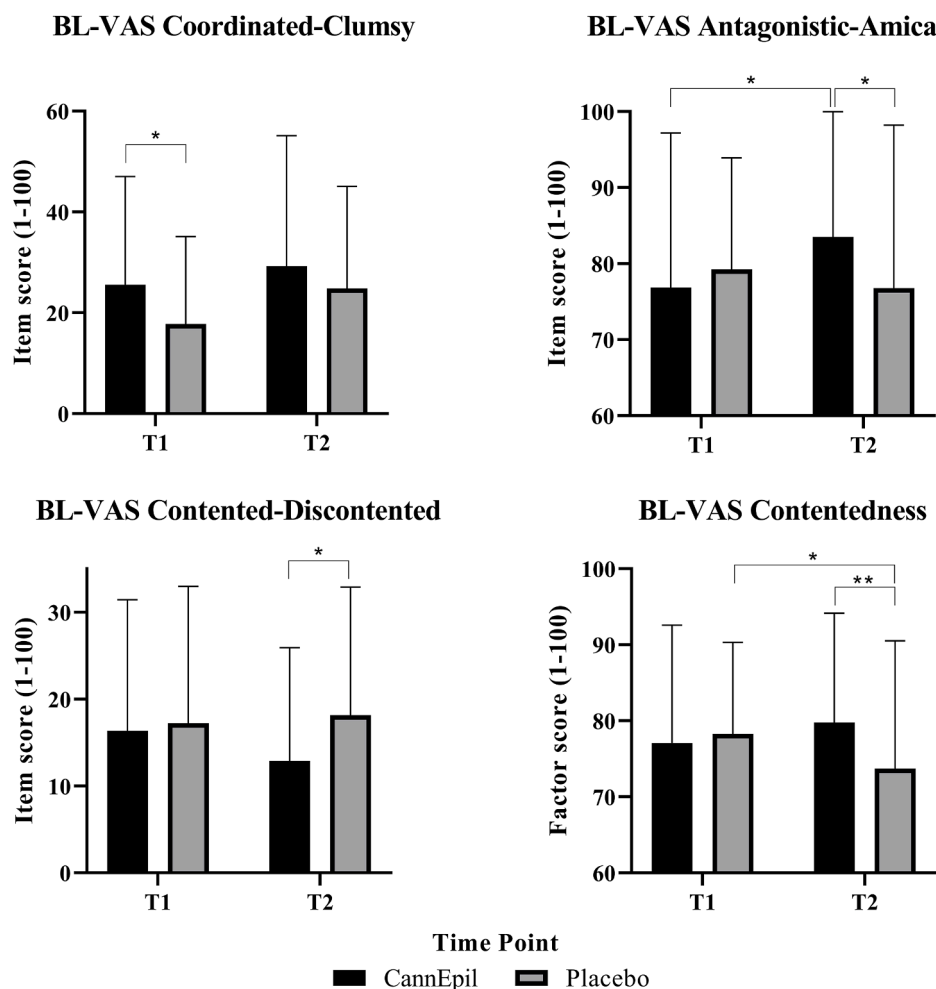 BL-VAS Coordinated-Clumsy
Item score (1-100)
60
40
20
0
*
T1
T2
BL-VAS Antagonistic-Amica
Item score (1-100)
100
90
80
70
60
*
*
T1
T2
BL-VAS Contented-Discontented
Item score (1-100)
30
20
10
0
*
T1
T2
BL-VAS Contentedness
Factor score (1-100)
100
90
80
70
60
*
**
T1
T2
Time Point
CannEpil
Placebo